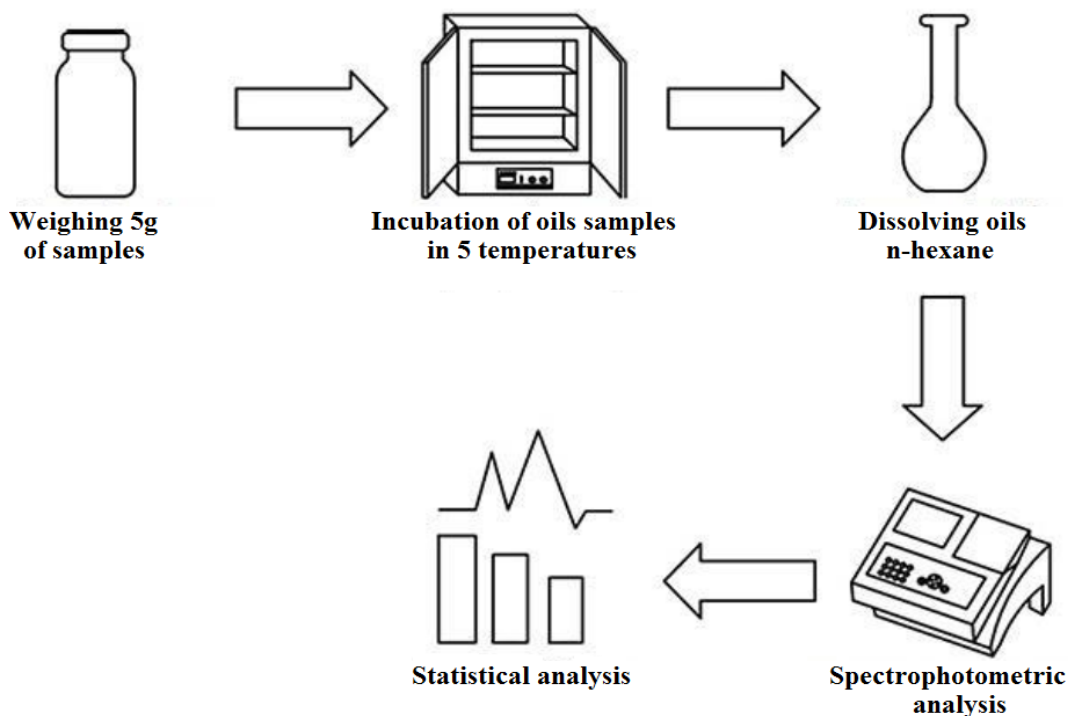 Weighing 5g
of samples
Incubation of oils samples
in 5 temperatures
Dissolving oils
n-hexane
Statistical analysis
Spectrophotometric
analysis